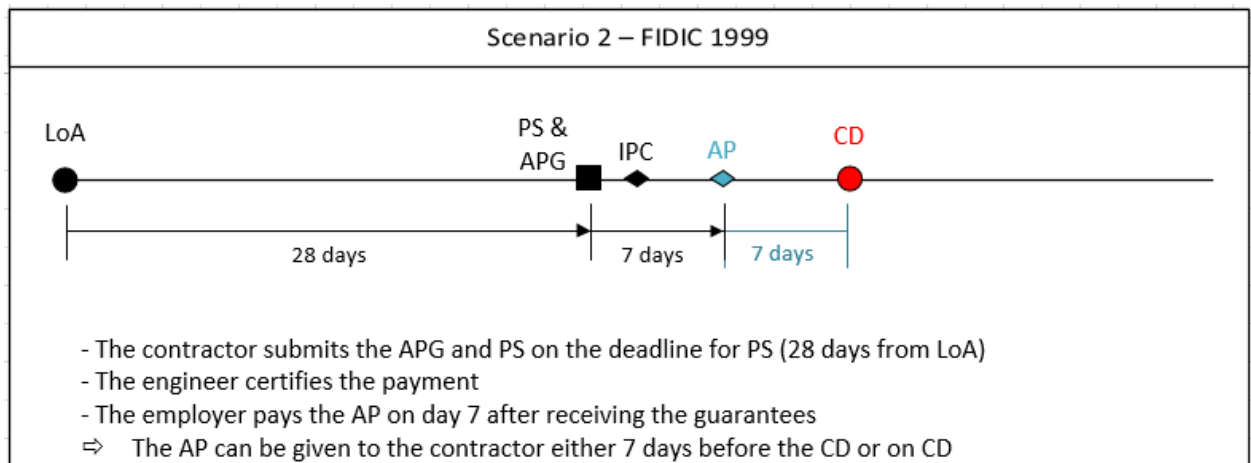 Scenario 2 – FIDIC 1999
LoA
PS &
APG
IPC
AP
CD
28 days
7 days
7 days
- The contractor submits the APG and PS on the deadline for PS (28 days from LoA)
- The engineer certifies the payment
- The employer pays the AP on day 7 after receiving the guarantees
⇨ The AP can be given to the contractor either 7 days before the CD or on CD